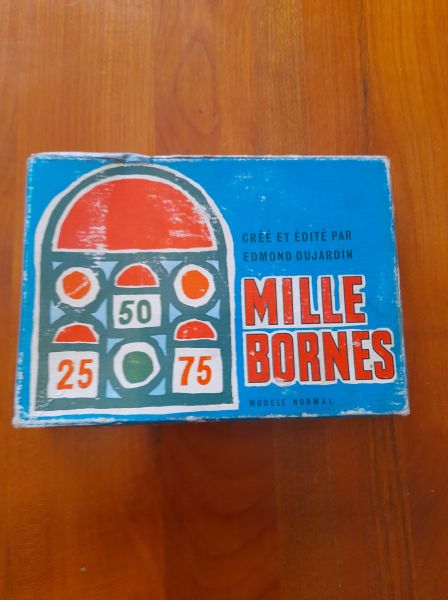 CRÉÉ ET ÉDITÉ PAR
EDMOND DUJARDIN
MILLE
BORNES
MODÈLE NORMAL
50
25
75